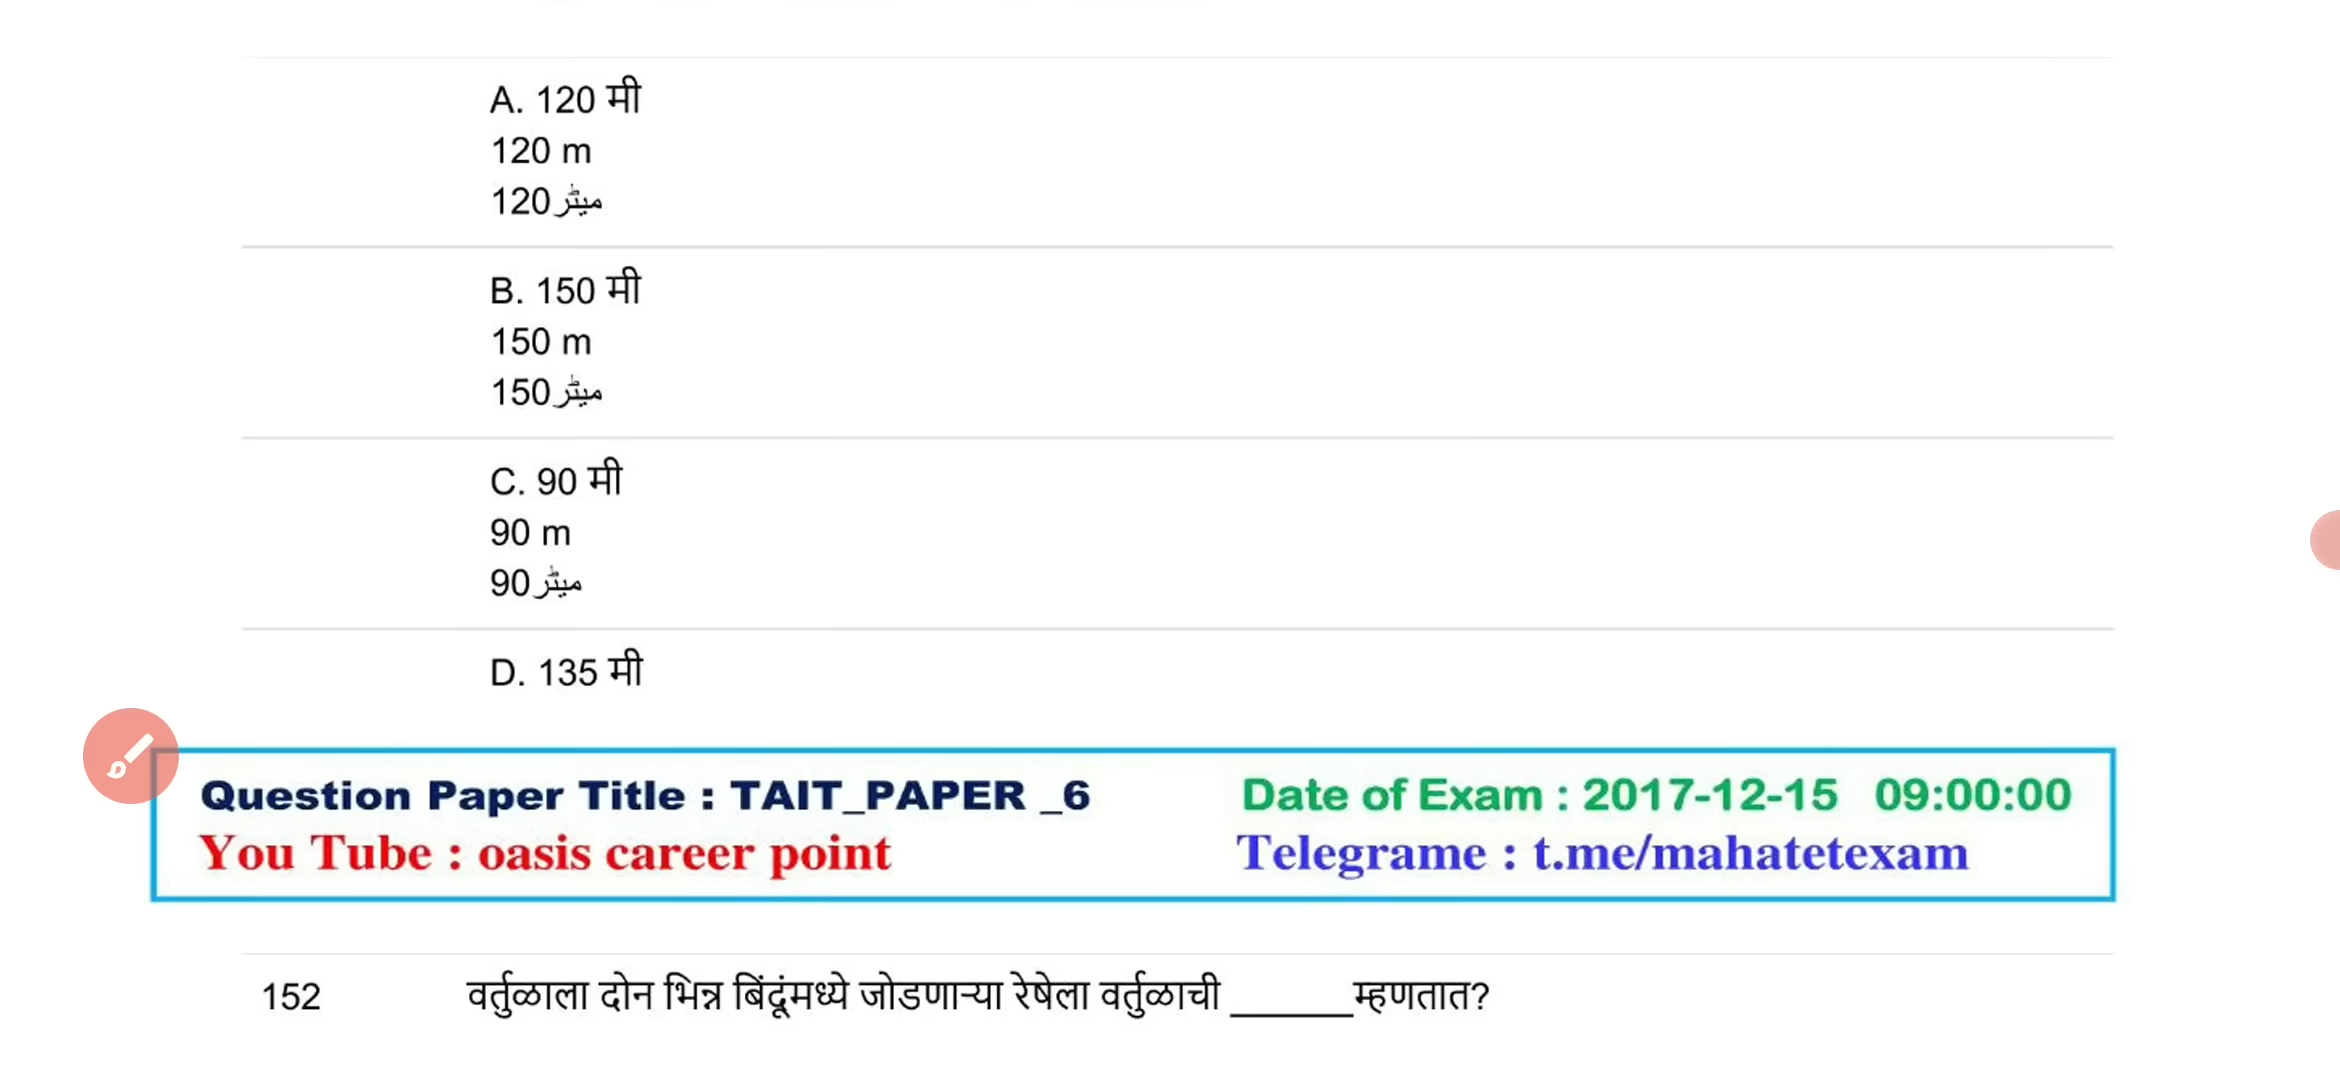 A. 120 मी
120 m
120 میٹر
B. 150 मी
150 m
150 میٹر
C. 90 मी
90 m
90 میٹر
D. 135 मी
Question Paper Title : TAIT_PAPER _6 Date of Exam : 2017-12-15 09:00:00
You Tube : oasis career point Telegrame : t.me/mahatetexam
152 वर्तुळाला दोन भिन्न बिंदूंमध्ये जोडणाऱ्या रेषेला वर्तुळाची ______म्हणतात?